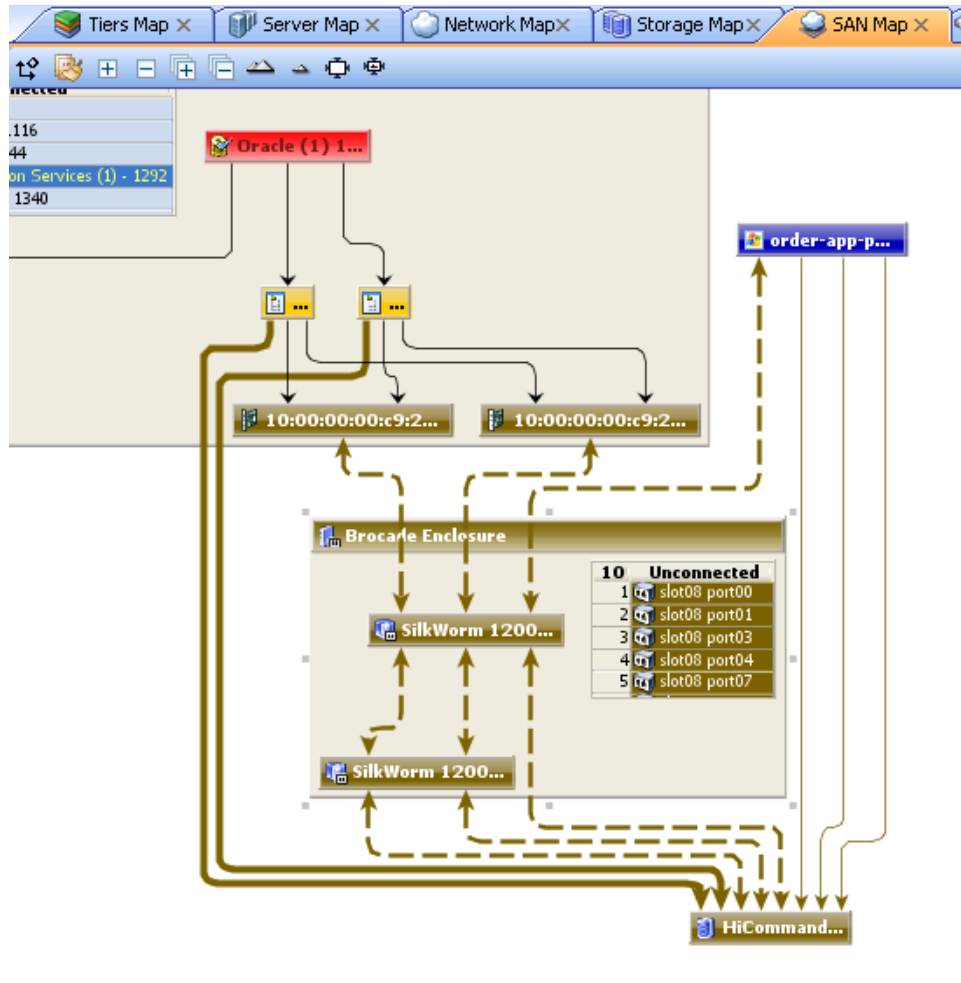 Tiers Map
Server Map
Network Map
Storage Map
SAN Map
.116
44
on Services (1) - 1292
1340
Oracle (1) 1...
order-app-p...
...
...
10:00:00:00:c9:2...
10:00:00:00:c9:2...
Brocade Enclosure
10 Unconnected
1 slot08 port00
2 slot08 port01
3 slot08 port03
4 slot08 port04
5 slot08 port07
SilkWorm 1200...
SilkWorm 1200...
HiCommand...